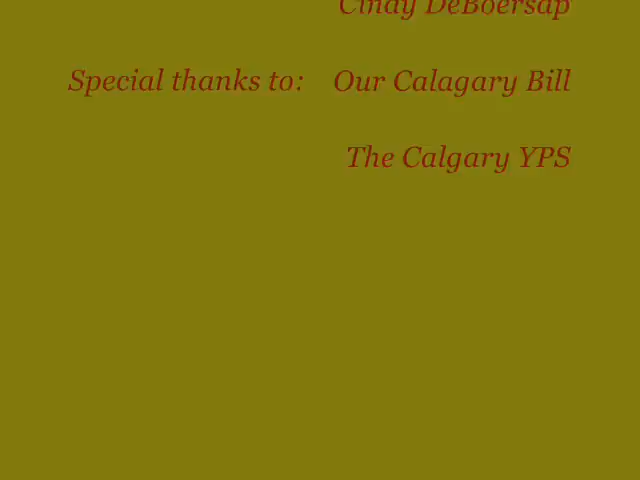 Cindy DeBoersap
Special thanks to: Our Calagary Bill
The Calgary YPS